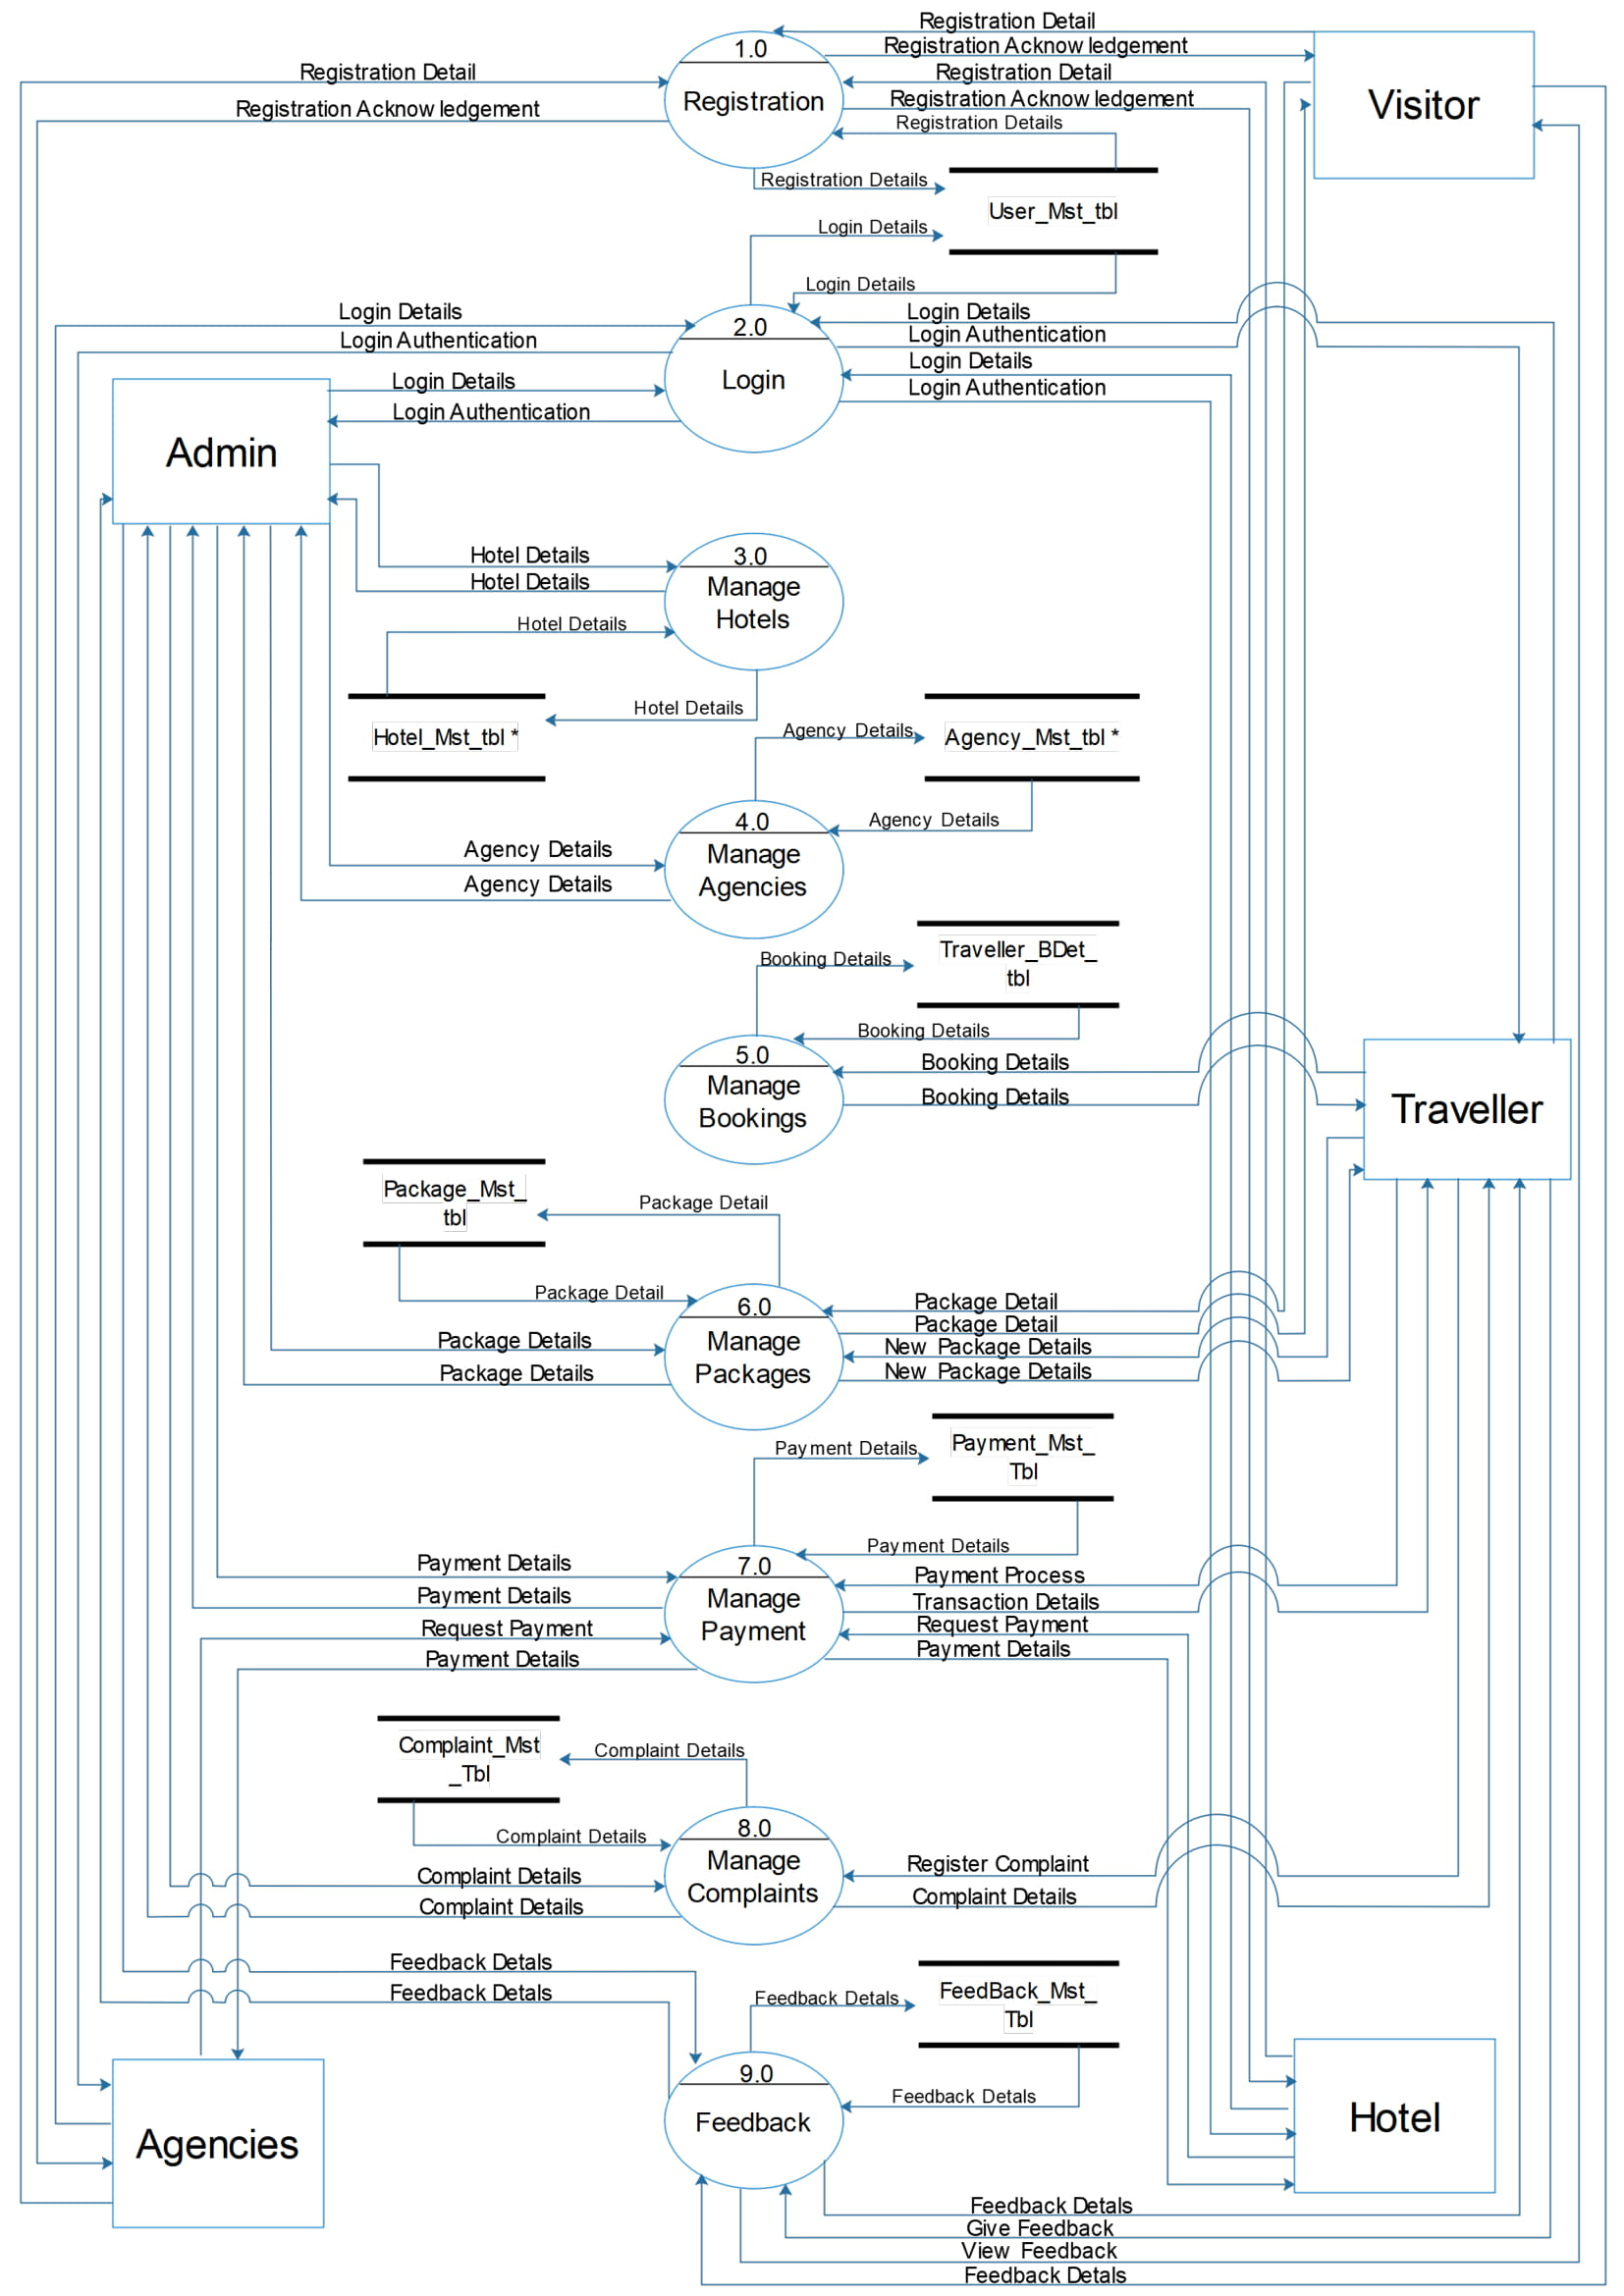 Registration Detail
Registration Acknow ledgement
Registration Detail
Registration Acknow ledgement
Registration Details
Registration Detail
Registration Acknow ledgement
1.0
Registration
Visitor
Registration Details
User_Mst_tbl
Login Details
Login Details
Login Details
Login Authentication
Login Details
Login Authentication
2.0
Login
Login Details
Login Authentication
Login Details
Login Authentication
Admin
Hotel Details
Hotel Details
Hotel Details
3.0
Manage
Hotels
Hotel Details
Hotel_Mst_tbl *
Agency Details
Agency_Mst_tbl *
Agency Details
4.0
Manage
Agencies
Agency Details
Agency Details
Booking Details
Traveller_BDet_
tbl
Booking Details
5.0
Manage
Bookings
Booking Details
Booking Details
Traveller
Package_Mst_
tbl
Package Detail
Package Detail
6.0
Manage
Packages
Package Details
Package Details
Package Detail
Package Detail
New Package Details
New Package Details
Payment Details
Payment_Mst_
Tbl
Payment Details
7.0
Manage
Payment
Payment Details
Payment Details
Request Payment
Payment Details
Payment Process
Transaction Details
Request Payment
Payment Details
Complaint_Mst
_Tbl
Complaint Details
Complaint Details
8.0
Manage
Complaints
Complaint Details
Complaint Details
Register Complaint
Complaint Details
Feedback Detals
Feedback Detals
Feedback Detals
FeedBack_Mst_
Tbl
Feedback Detals
9.0
Feedback
Agencies
Hotel
Feedback Detals
Give Feedback
View Feedback
Feedback Detals